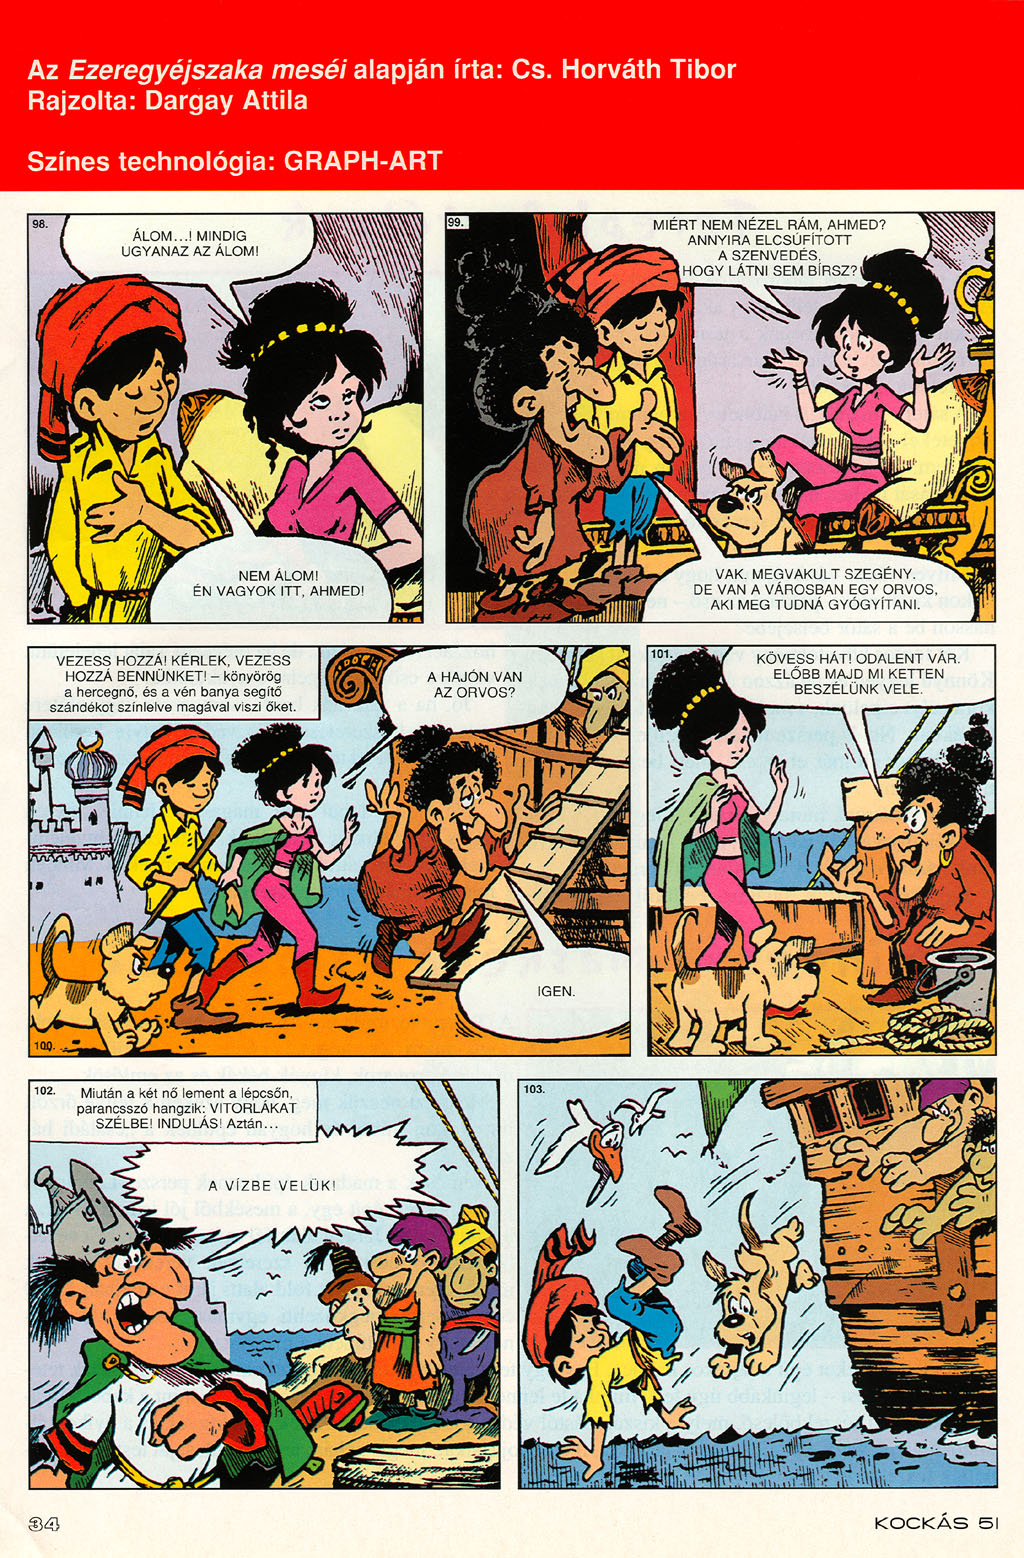 Az Ezeregyéjszaka meséi alapján írta: Cs. Horváth Tibor
Rajzolta: Dargay Attila
Színes technológia: GRAPH-ART
98.
ÁLOM...! MINDIG
UGYANAZ AZ ÁLOM!
NEM ÁLOM!
ÉN VAGYOK ITT, AHMED!
99.
MIÉRT NEM NÉZEL RÁM, AHMED?
ANNYIRA ELCSÚFÍTOTT
A SZENVEDÉS,
HOGY LÁTNI SEM BÍRSZ?
VAK. MEGVAKULT SZEGÉNY.
DE VAN A VÁROSBAN EGY ORVOS,
AKI MEG TUDNÁ GYÓGYÍTANI.
VEZESS HOZZÁ! KÉRLEK, VEZESS
HOZZÁ BENNÜNKET! – könyörög
a hercegnő, és a vén banya segítő
szándékot színlelve magával viszi őket.
A HAJÓN VAN
AZ ORVOS?
IGEN.
100.
101.
KÖVESS HÁT! ODALENT VÁR.
ELŐBB MAJD MI KETTEN
BESZÉLÜNK VELE.
102.
Miután a két nő lement a lépcsőn,
parancsszó hangzik: VITORLÁKAT
SZÉLBE! INDULÁS! Aztán...
A VÍZBE VELÜK!
103.
34
KOCKÁS 51